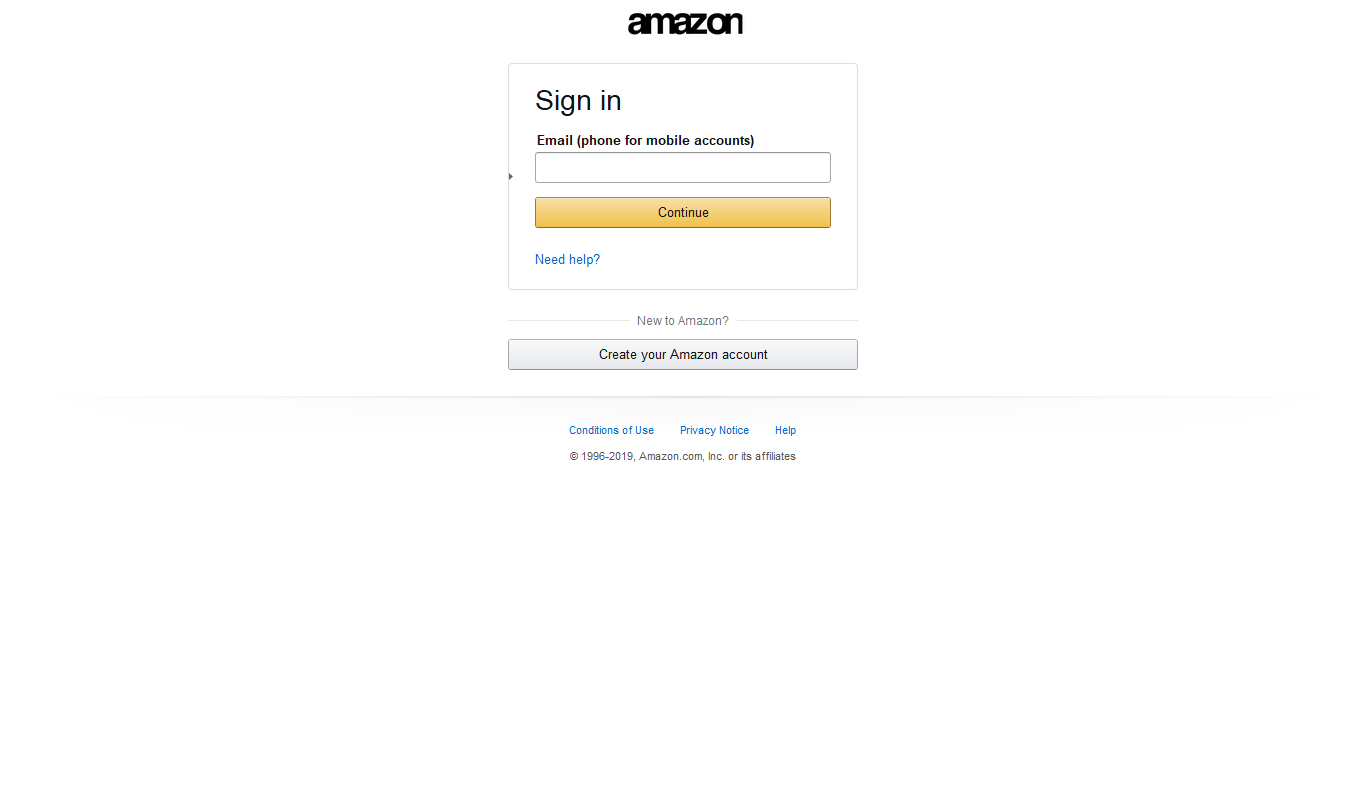 amazon
Sign in
Email (phone for mobile accounts)
Continue
Need help?
New to Amazon?
Create your Amazon account
Conditions of Use Privacy Notice Help
© 1996-2019, Amazon.com, Inc. or its affiliates